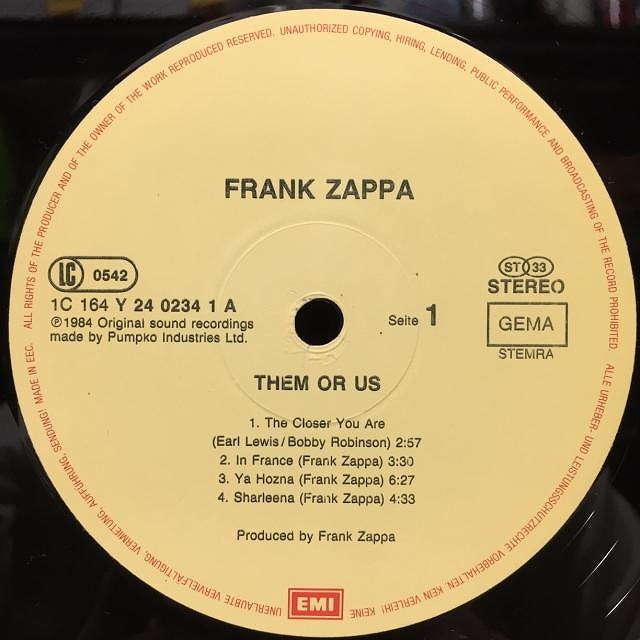 ALL RIGHTS OF THE PRODUCER AND OF THE OWNER OF THE WORK REPRODUCED RESERVED. UNAUTHORIZED COPYING, HIRING, LENDING, PUBLIC PERFORMANCE AND BROADCASTING OF THE RECORD PROHIBITED.
FRANK ZAPPA
LC 0542
1C 164 Y 24 0234 1 A
℗1984 Original sound recordings
made by Pumpko Industries Ltd.
Seite 1
ST 33
STEREO
GEMA
STEMRA
THEM OR US
1. The Closer You Are
(Earl Lewis/Bobby Robinson) 2:57
2. In France (Frank Zappa) 3:30
3. Ya Hozna (Frank Zappa) 6:27
4. Sharleena (Frank Zappa) 4:33
Produced by Frank Zappa
EMI
ALLE URHEBER- UND LEISTUNGSSCHUTZRECHTE VORBEHALTEN. KEIN VERLEIH! KEINE UNERLAUBTE VERVIELFÄLTIGUNG, VERMIETUNG, AUFFÜHRUNG, SENDUNG! MADE IN EEC.